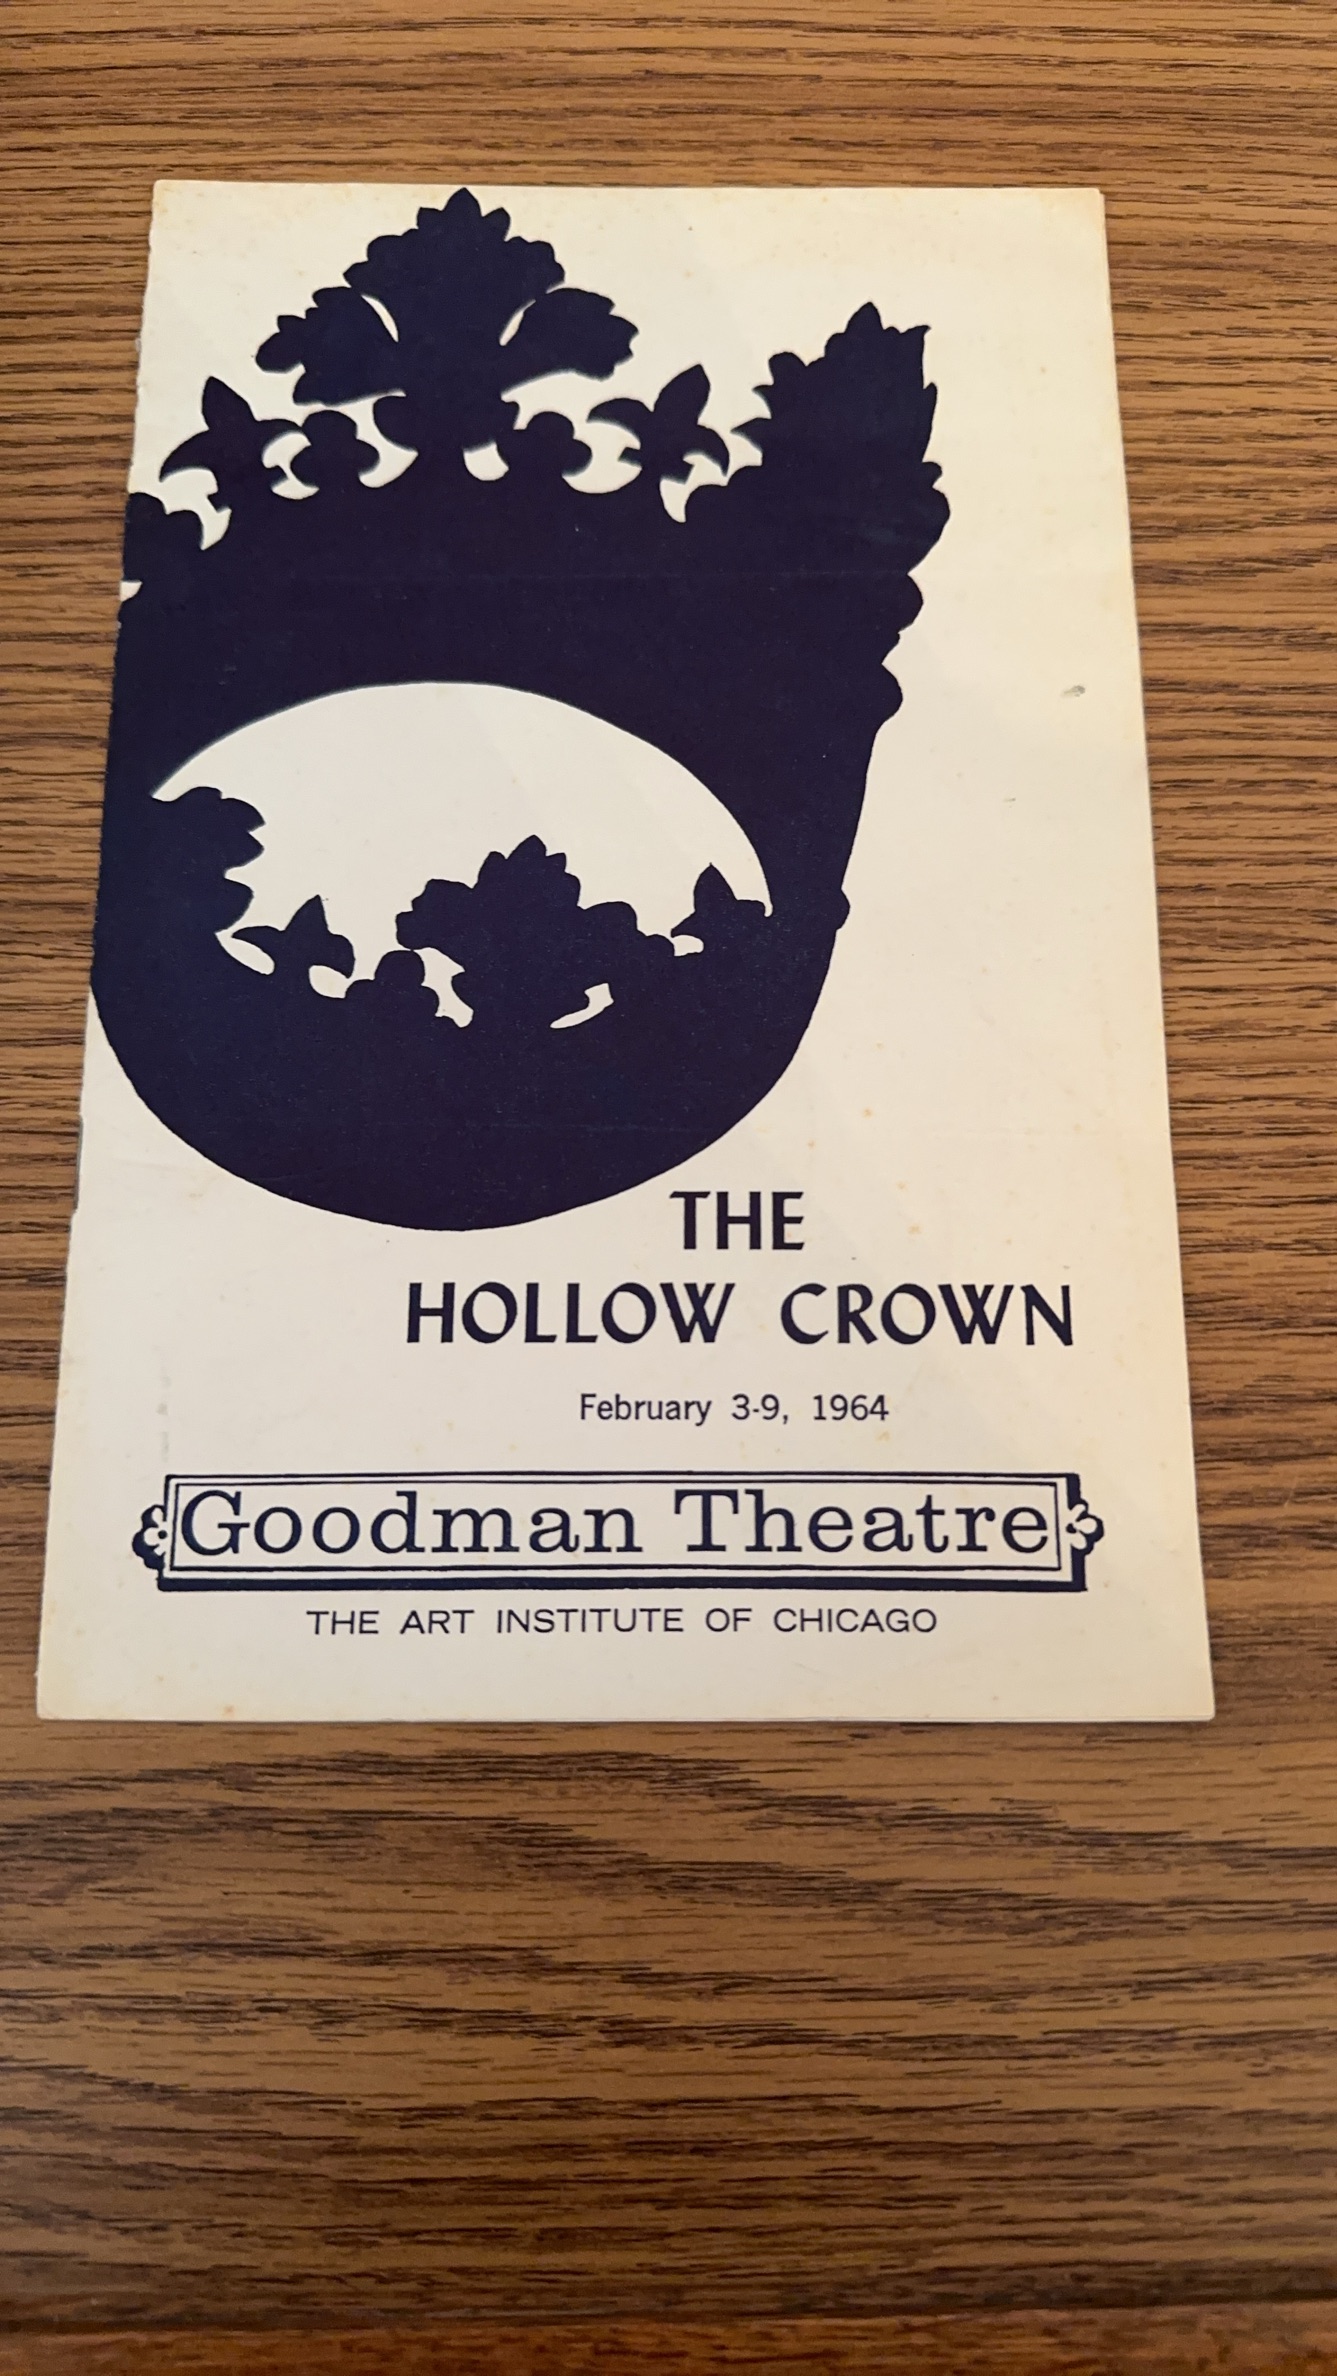 THE
HOLLOW CROWN
February 3-9, 1964
Goodman Theatre
THE ART INSTITUTE OF CHICAGO